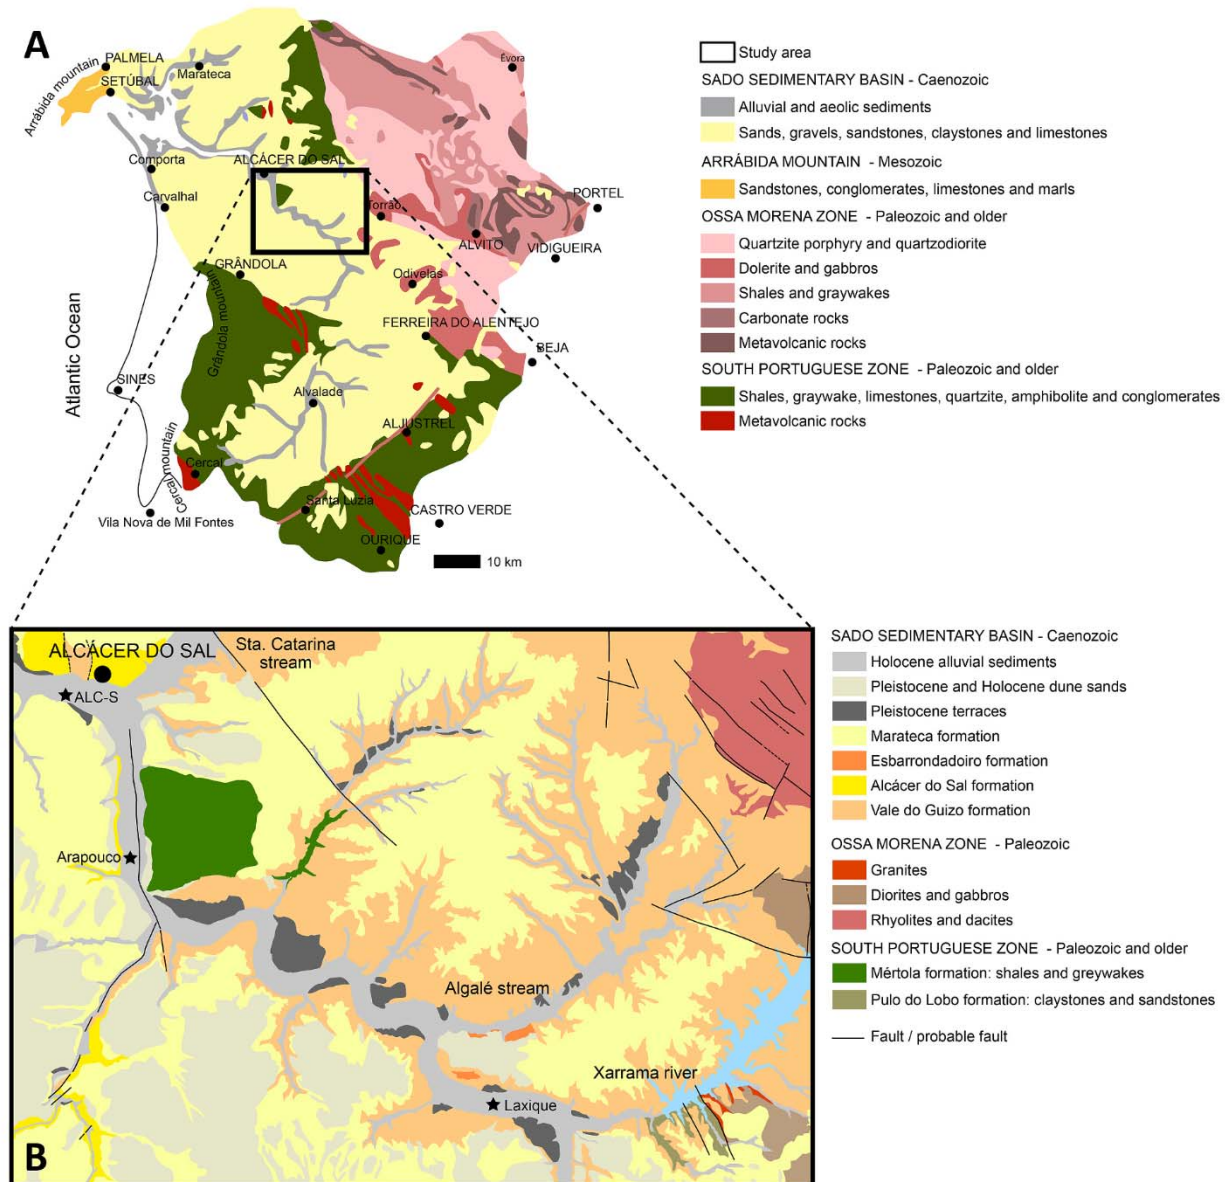 A
Arrábida mountain
PALMELA
SETÚBAL
Marateca
Évora
Comporta
ALCÁCER DO SAL
Carvalhal
Torrão
PORTEL
ALVITO
VIDIGUEIRA
GRÂNDOLA
Odivelas
Grândola mountain
FERREIRA DO ALENTEJO
BEJA
Atlantic Ocean
SINES
Alvalade
ALJUSTREL
Cercal mountain
Cercal
Santa Luzia
CASTRO VERDE
Vila Nova de Mil Fontes
OURIQUE
10 km
Study area
SADO SEDIMENTARY BASIN - Caenozoic
Alluvial and aeolic sediments
Sands, gravels, sandstones, claystones and limestones
ARRÁBIDA MOUNTAIN - Mesozoic
Sandstones, conglomerates, limestones and marls
OSSA MORENA ZONE - Paleozoic and older
Quartzite porphyry and quartzodiorite
Dolerite and gabbros
Shales and graywakes
Carbonate rocks
Metavolcanic rocks
SOUTH PORTUGUESE ZONE - Paleozoic and older
Shales, graywake, limestones, quartzite, amphibolite and conglomerates
Metavolcanic rocks
B
ALCÁCER DO SAL
ALC-S
Sta. Catarina
stream
Arapouco
Algalé stream
Xarrama river
Laxique
SADO SEDIMENTARY BASIN - Caenozoic
Holocene alluvial sediments
Pleistocene and Holocene dune sands
Pleistocene terraces
Marateca formation
Esbarrondadoiro formation
Alcácer do Sal formation
Vale do Guizo formation
OSSA MORENA ZONE - Paleozoic
Granites
Diorites and gabbros
Rhyolites and dacites
SOUTH PORTUGUESE ZONE - Paleozoic and older
Mértola formation: shales and greywakes
Pulo do Lobo formation: claystones and sandstones
Fault / probable fault